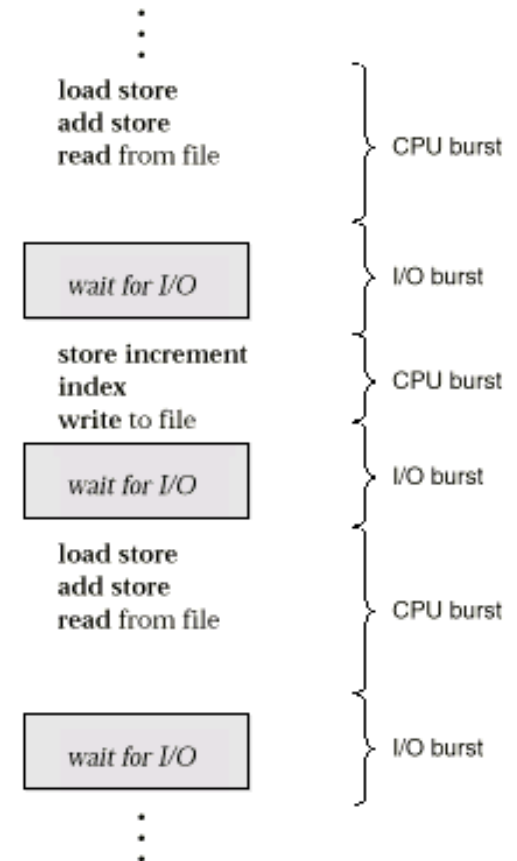 load store
add store
read from file
CPU burst
wait for I/O
I/O burst
store increment
index
write to file
CPU burst
wait for I/O
I/O burst
load store
add store
read from file
CPU burst
wait for I/O
I/O burst